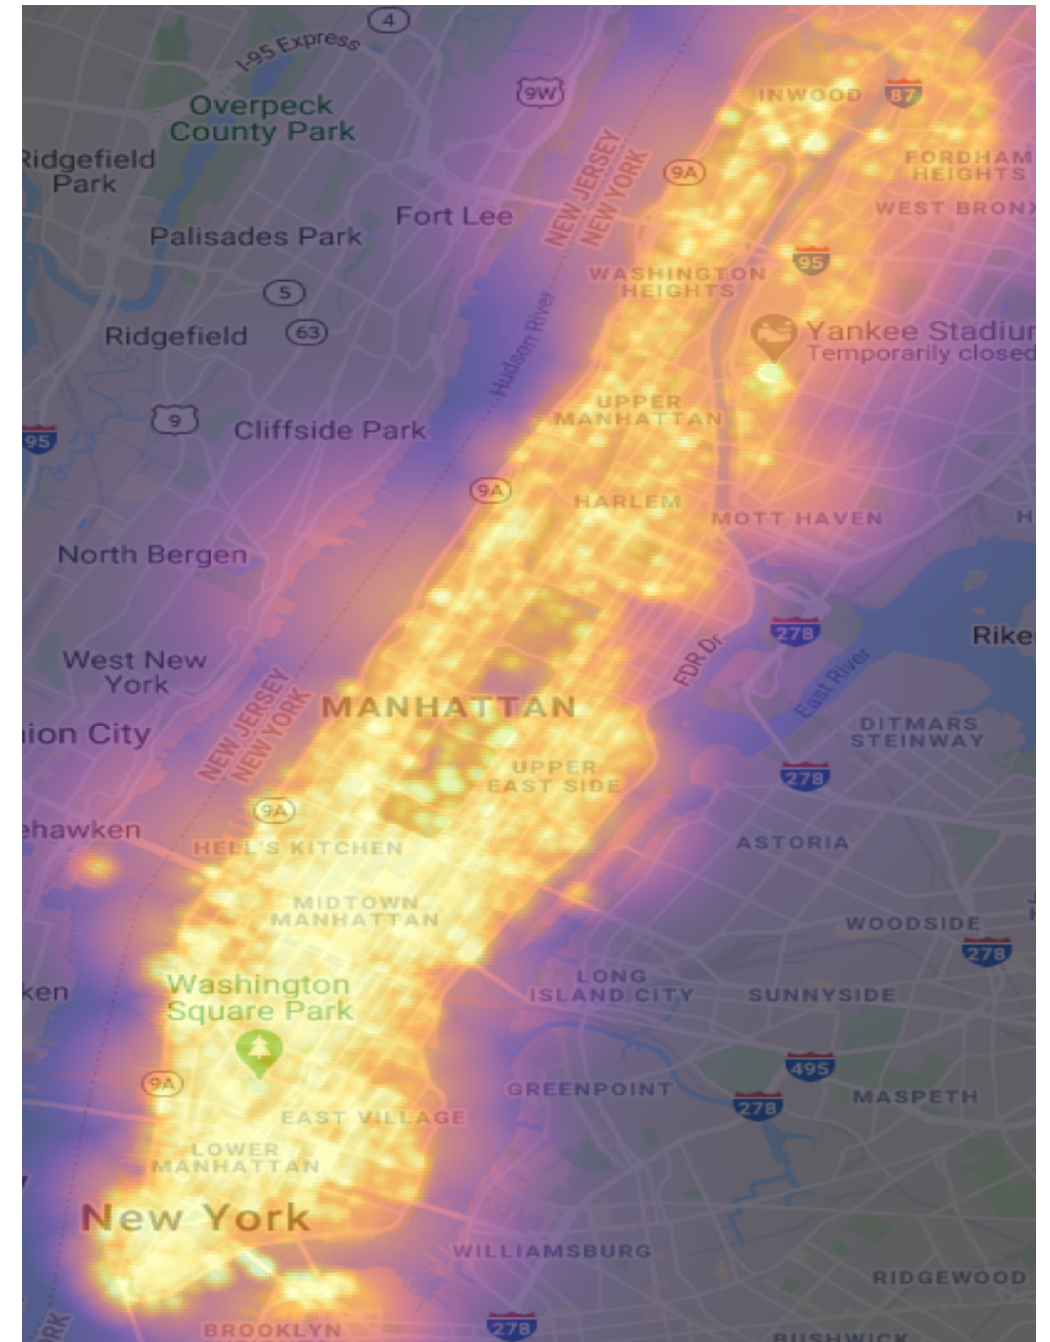 4
I-95 Express
9W
INWOOD
87
Overpeck
County Park
Ridgefield
Park
9A
FORDHAM
HEIGHTS
Fort Lee
NEW JERSEY
NEW YORK
WEST BRONX
Palisades Park
95
WASHINGTON
HEIGHTS
5
Ridgefield
63
Hudson River
Yankee Stadiu
Temporarily closed
UPPER
MANHATTAN
9
95
Cliffside Park
9A
HARLEM
MOTT HAVEN
H
North Bergen
278
Rike
West New
York
FDR Dr
East River
NEW JERSEY
NEW YORK
MANHATTAN
ion City
DITMARS
STEINWAY
UPPER
EAST SIDE
278
9A
ehawken
HELL'S KITCHEN
ASTORIA
MIDTOWN
MANHATTAN
WOODSIDE
278
Washington
Square Park
ken
LONG
ISLAND CITY
SUNNYSIDE
495
9A
GREENPOINT
278
MASPETH
EAST VILLAGE
LOWER
MANHATTAN
New York
WILLIAMSBURG
RIDGEWOOD
BROOKLYN
278
BUSHWICK
RK